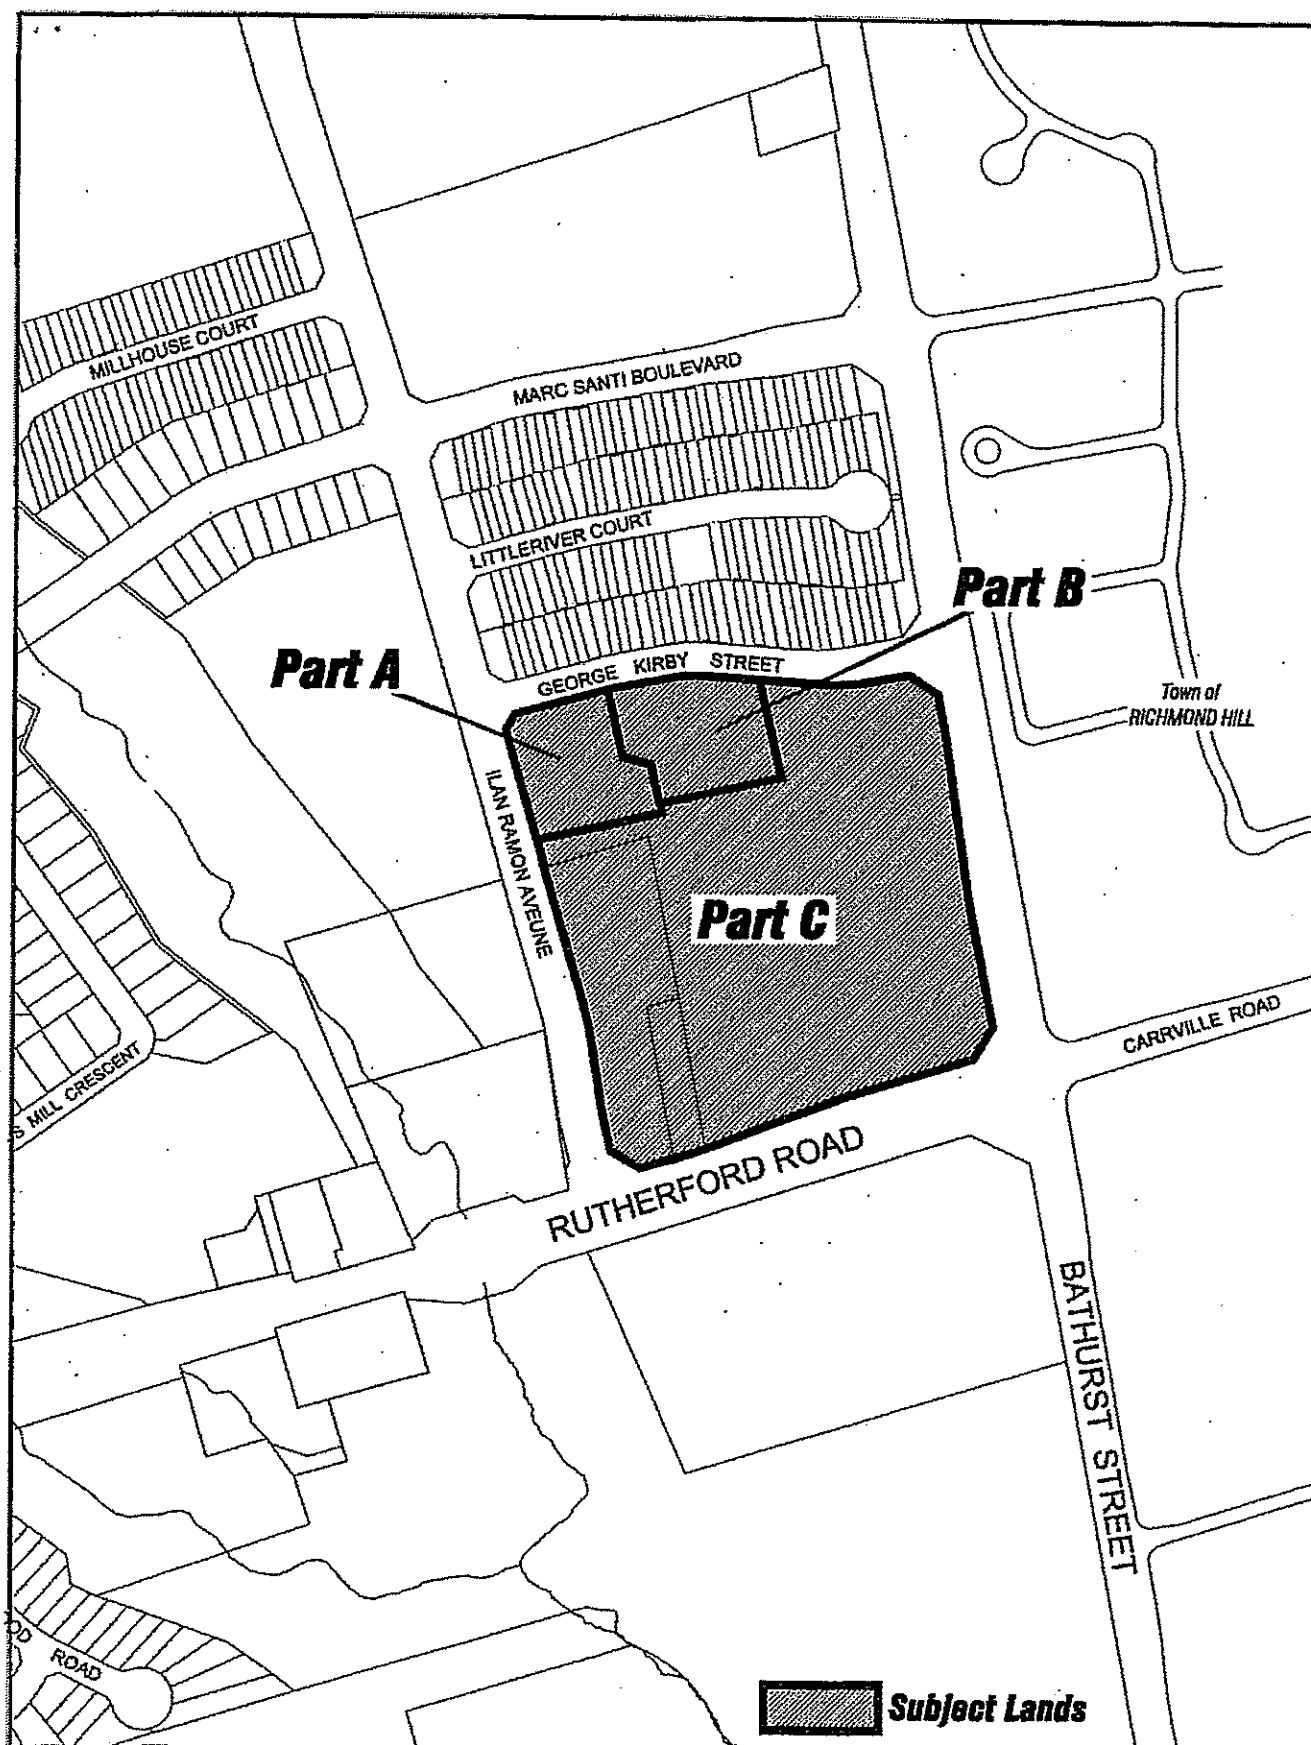 MILLHOUSE COURT
MARC SANTI BOULEVARD
LITTLERIVER COURT
Part B
Part A
GEORGE KIRBY STREET
Town of
RICHMOND HILL
ILAN RAMON AVEUNE
Part C
CARRVILLE ROAD
S MILL CRESCENT
RUTHERFORD ROAD
BATHURST STREET
OD ROAD
Subject Lands